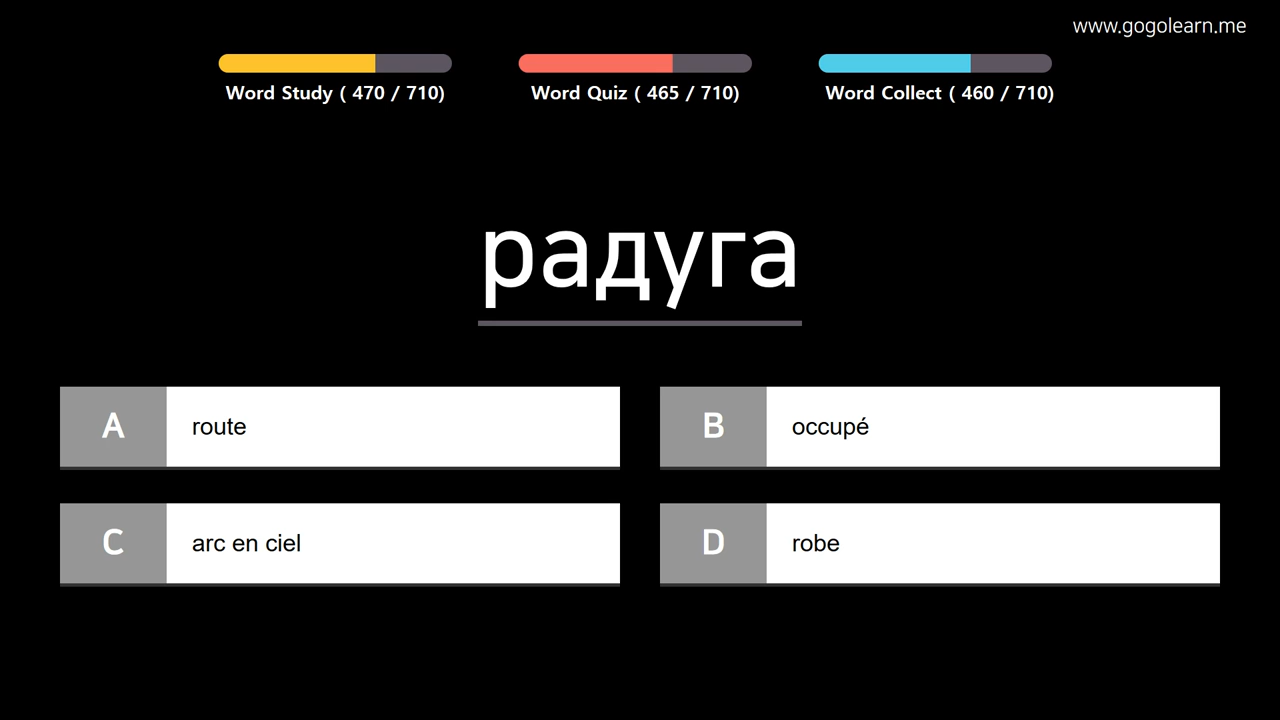 www.gogolearn.me
Word Study ( 470 / 710)
Word Quiz ( 465 / 710)
Word Collect ( 460 / 710)
радуга
A route
B occupé
C arc en ciel
D robe